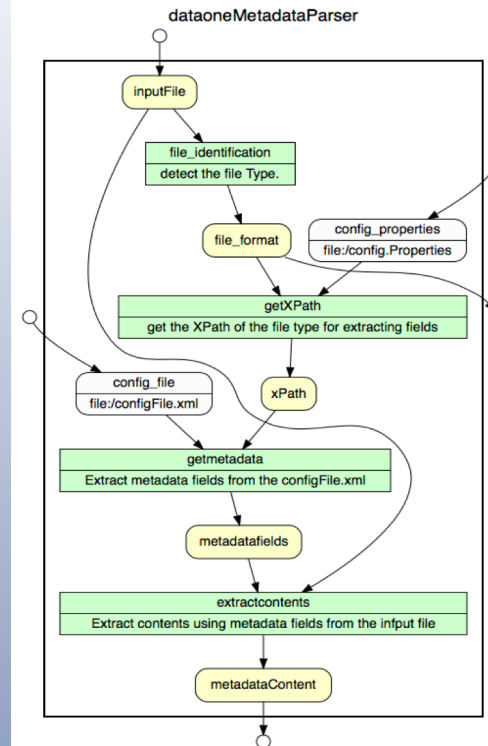 dataoneMetadataParser
inputFile
file_identification
detect the file Type.
file_format
config_properties
file:/config.Properties
getXPath
get the XPath of the file type for extracting fields
config_file
file:/configFile.xml
xPath
getmetadata
Extract metadata fields from the configFile.xml
metadatafields
extractcontents
Extract contents using metadata fields from the infput file
metadataContent